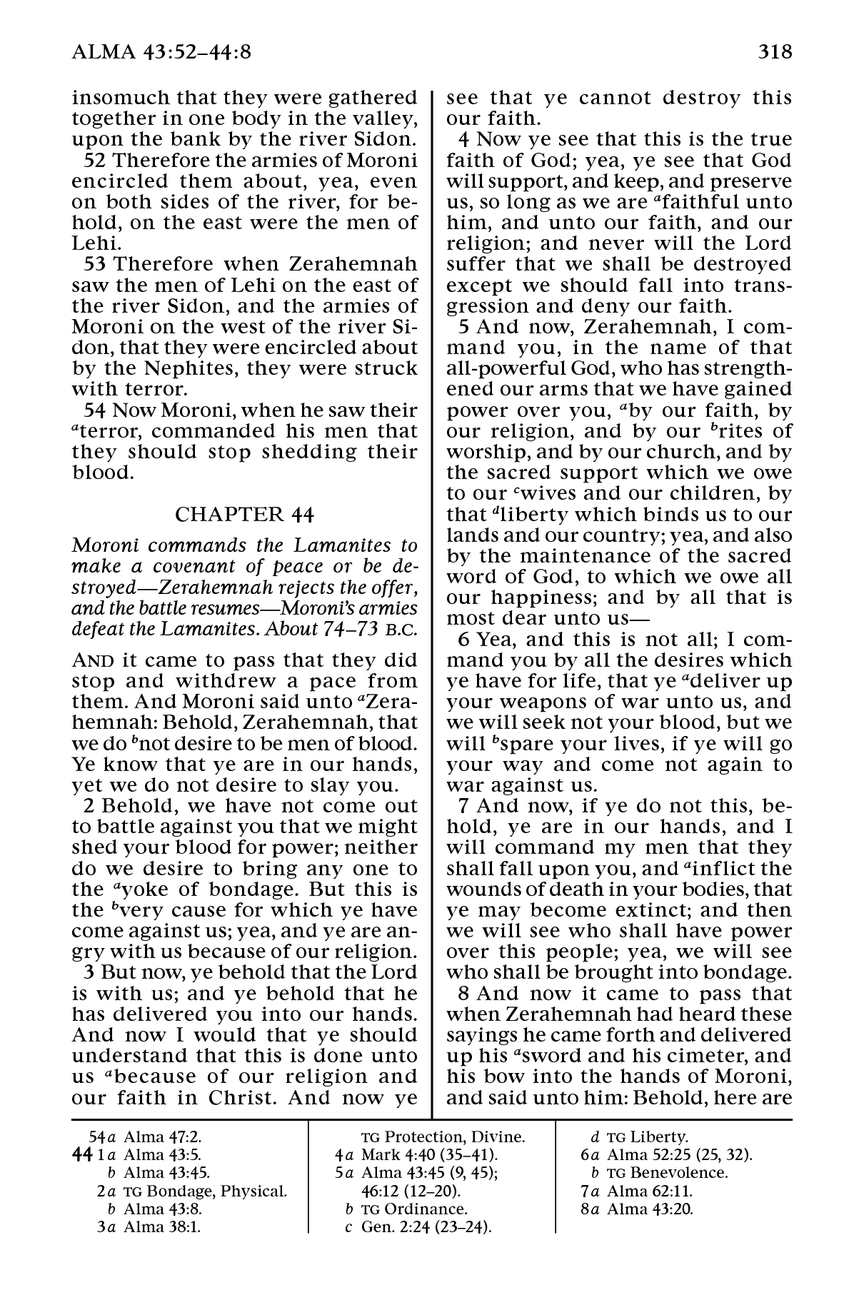 ALMA 43:52–44:8
318
insomuch that they were gathered
together in one body in the valley,
upon the bank by the river Sidon.
52 Therefore the armies of Moroni
encircled them about, yea, even
on both sides of the river, for be-
hold, on the east were the men of
Lehi.
53 Therefore when Zerahemnah
saw the men of Lehi on the east of
the river Sidon, and the armies of
Moroni on the west of the river Si-
don, that they were encircled about
by the Nephites, they were struck
with terror.
54 Now Moroni, when he saw their
aterror, commanded his men that
they should stop shedding their
blood.
CHAPTER 44
Moroni commands the Lamanites to
make a covenant of peace or be de-
stroyed—Zerahemnah rejects the offer,
and the battle resumes—Moroni's armies
defeat the Lamanites. About 74–73 B.C.
AND it came to pass that they did
stop and withdrew a pace from
them. And Moroni said unto aZera-
hemnah: Behold, Zerahemnah, that
we do bnot desire to be men of blood.
Ye know that ye are in our hands,
yet we do not desire to slay you.
2 Behold, we have not come out
to battle against you that we might
shed your blood for power; neither
do we desire to bring any one to
the ayoke of bondage. But this is
the bvery cause for which ye have
come against us; yea, and ye are an-
gry with us because of our religion.
3 But now, ye behold that the Lord
is with us; and ye behold that he
has delivered you into our hands.
And now I would that ye should
understand that this is done unto
us abecause of our religion and
our faith in Christ. And now ye
see that ye cannot destroy this
our faith.
4 Now ye see that this is the true
faith of God; yea, ye see that God
will support, and keep, and preserve
us, so long as we are afaithful unto
him, and unto our faith, and our
religion; and never will the Lord
suffer that we shall be destroyed
except we should fall into trans-
gression and deny our faith.
5 And now, Zerahemnah, I com-
mand you, in the name of that
all-powerful God, who has strength-
ened our arms that we have gained
power over you, aby our faith, by
our religion, and by our brites of
worship, and by our church, and by
the sacred support which we owe
to our cwives and our children, by
that dliberty which binds us to our
lands and our country; yea, and also
by the maintenance of the sacred
word of God, to which we owe all
our happiness; and by all that is
most dear unto us—
6 Yea, and this is not all; I com-
mand you by all the desires which
ye have for life, that ye adeliver up
your weapons of war unto us, and
we will seek not your blood, but we
will bspare your lives, if ye will go
your way and come not again to
war against us.
7 And now, if ye do not this, be-
hold, ye are in our hands, and I
will command my men that they
shall fall upon you, and ainflict the
wounds of death in your bodies, that
ye may become extinct; and then
we will see who shall have power
over this people; yea, we will see
who shall be brought into bondage.
8 And now it came to pass that
when Zerahemnah had heard these
sayings he came forth and delivered
up his asword and his cimeter, and
his bow into the hands of Moroni,
and said unto him: Behold, here are
54a Alma 47:2.
44 1a Alma 43:5.
b Alma 43:45.
2a TG Bondage, Physical.
b Alma 43:8.
3a Alma 38:1.
TG Protection, Divine.
4a Mark 4:40 (35–41).
5a Alma 43:45 (9, 45);
46:12 (12–20).
b TG Ordinance.
c Gen. 2:24 (23–24).
d TG Liberty.
6a Alma 52:25 (25, 32).
b TG Benevolence.
7a Alma 62:11.
8a Alma 43:20.